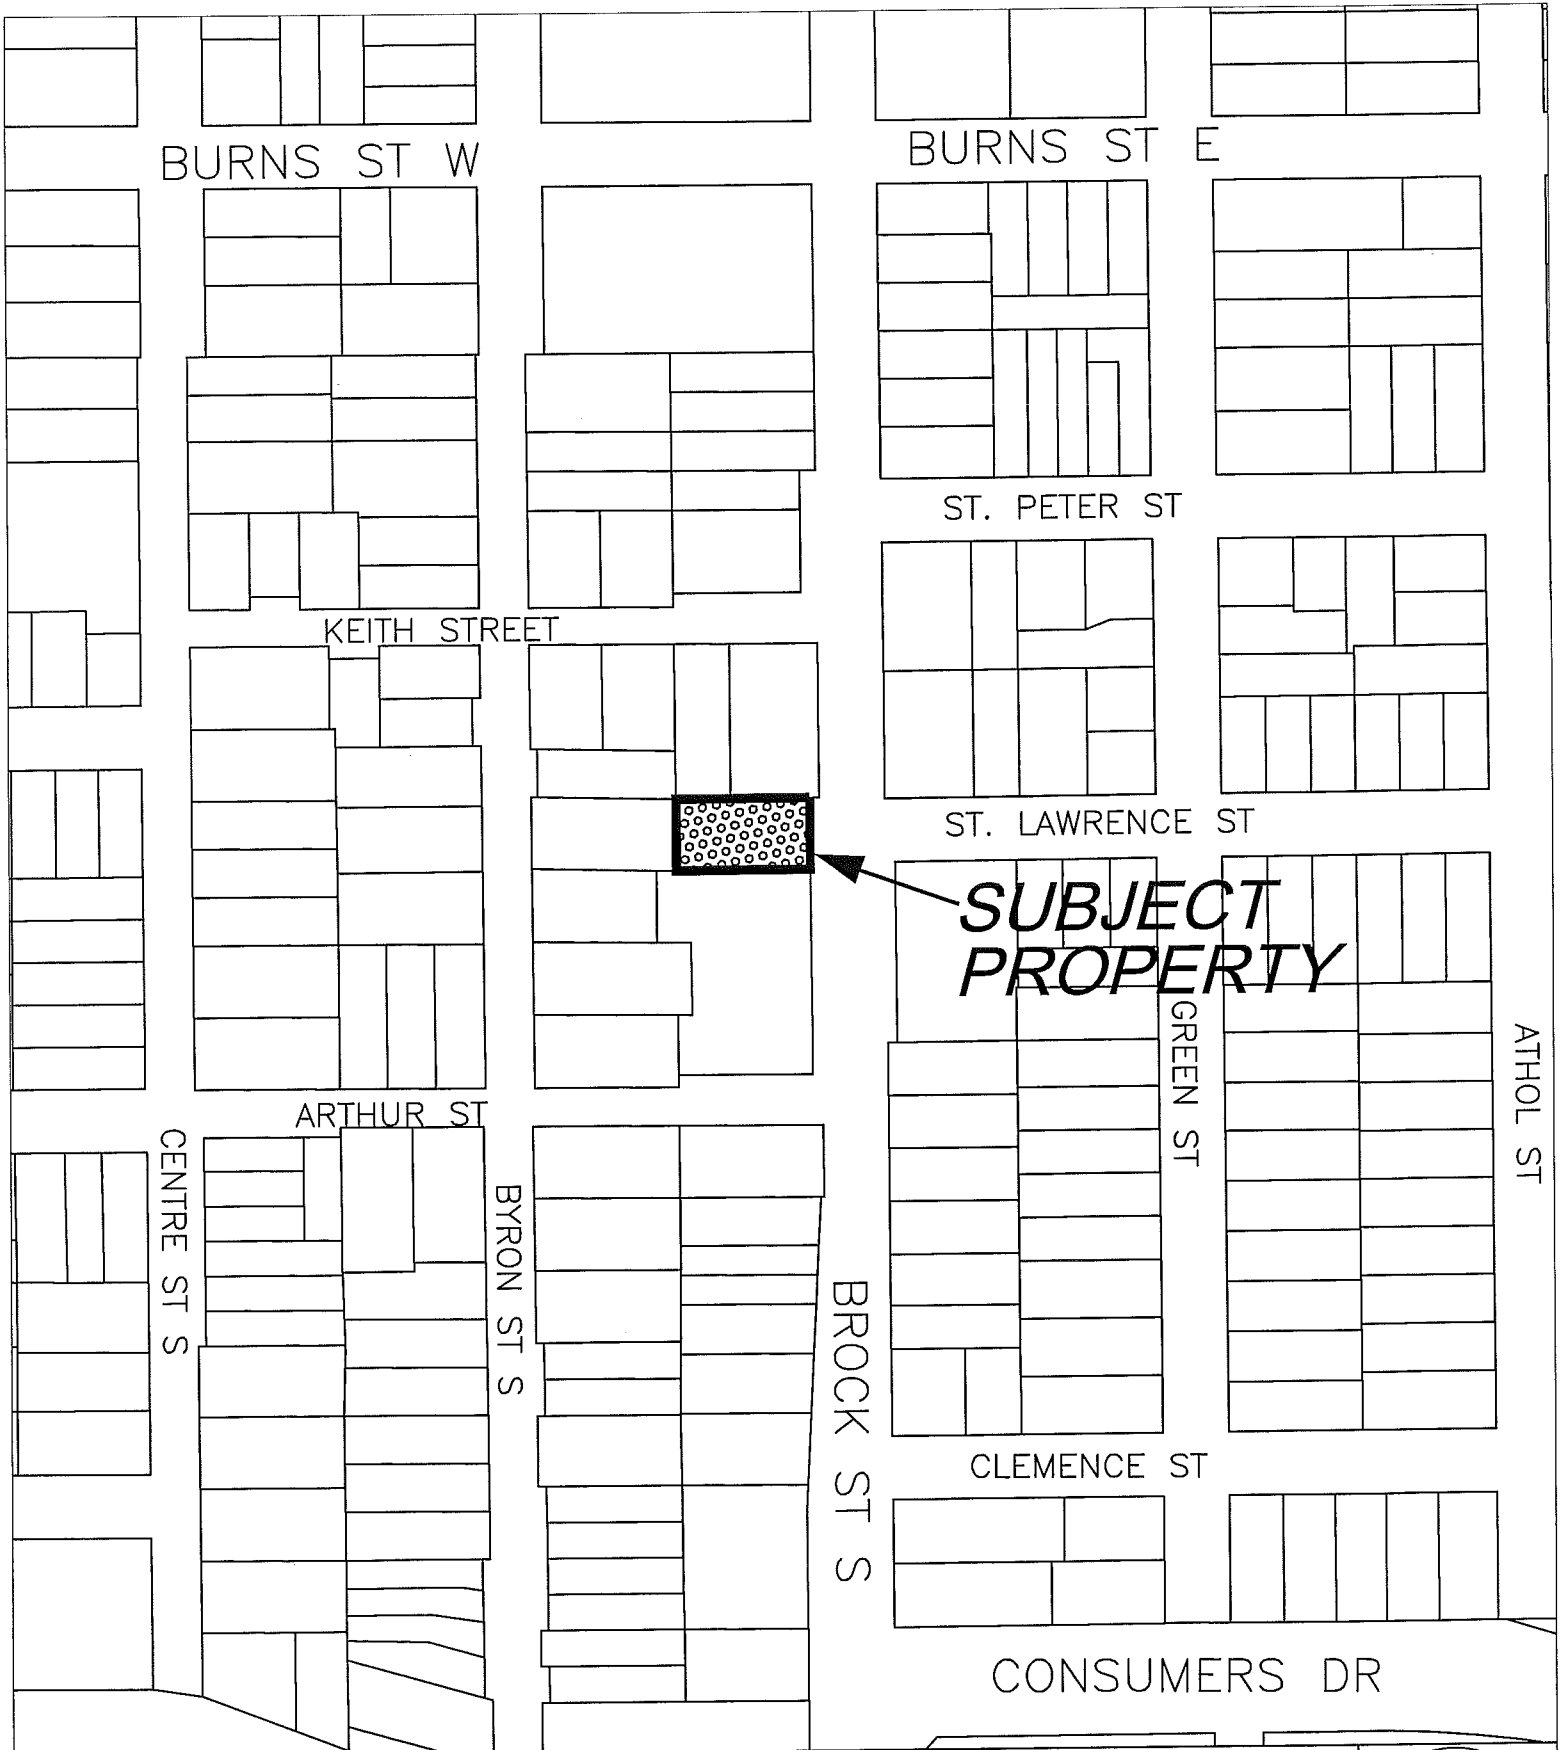 BURNS ST W
BURNS ST E
ST. PETER ST
KEITH STREET
ST. LAWRENCE ST
SUBJECT
PROPERTY
GREEN ST
ATHOL ST
ARTHUR ST
CENTRE ST S
BYRON ST S
BROCK ST S
CLEMENCE ST
CONSUMERS DR